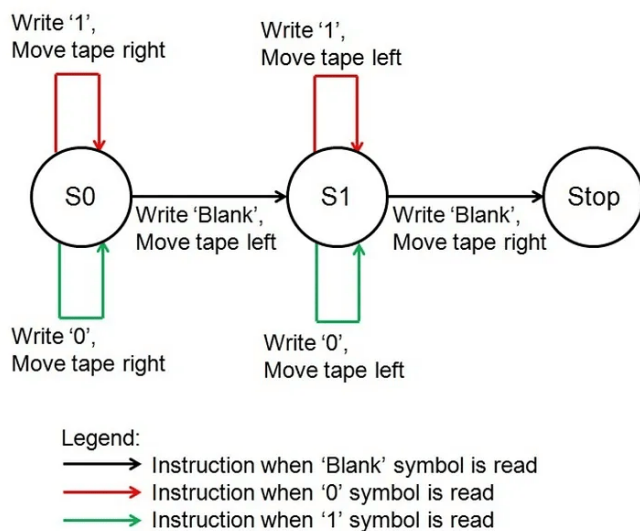 Write ‘1’,
Move tape right
Write ‘1’,
Move tape left
S0
S1
Stop
Write ‘Blank’,
Move tape left
Write ‘Blank’,
Move tape right
Write ‘0’,
Move tape right
Write ‘0’,
Move tape left
Legend:
Instruction when ‘Blank’ symbol is read
Instruction when ‘0’ symbol is read
Instruction when ‘1’ symbol is read